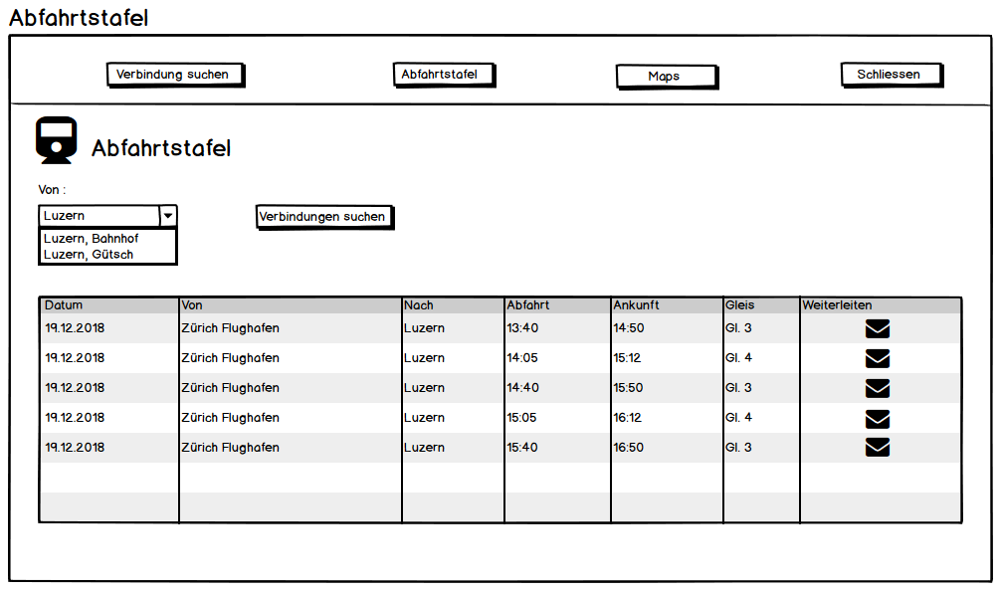 Abfahrtstafel
Verbindung suchen Abfahrtstafel Maps Schliessen
Abfahrtstafel
Von :
Luzern Verbindungen suchen
Luzern, Bahnhof
Luzern, Gütsch
Datum Von Nach Abfahrt Ankunft Gleis Weiterleiten
19.12.2018 Zürich Flughafen Luzern 13:40 14:50 Gl. 3
19.12.2018 Zürich Flughafen Luzern 14:05 15:12 Gl. 4
19.12.2018 Zürich Flughafen Luzern 14:40 15:50 Gl. 3
19.12.2018 Zürich Flughafen Luzern 15:05 16:12 Gl. 4
19.12.2018 Zürich Flughafen Luzern 15:40 16:50 Gl. 3